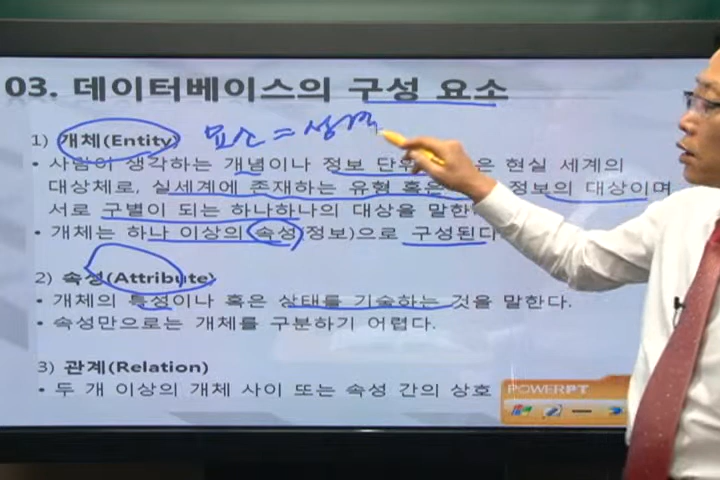 03. 데이터베이스의 구성 요소
1) 개체(Entity) 요소 =
• 사람이 생각하는 개념이나 정보 단위 은 현실 세계의
대상체로, 실세계에 존재하는 유형 혹은 정보의 대상이며
서로 구별이 되는 하나하나의 대상을 말한
• 개체는 하나 이상의 속성(정보)으로 구성된다
2) 속성(Attribute)
• 개체의 특성이나 혹은 상태를 기술하는 것을 말한다.
• 속성만으로는 개체를 구분하기 어렵다.
3) 관계(Relation)
• 두 개 이상의 개체 사이 또는 속성 간의 상호
POWERPT